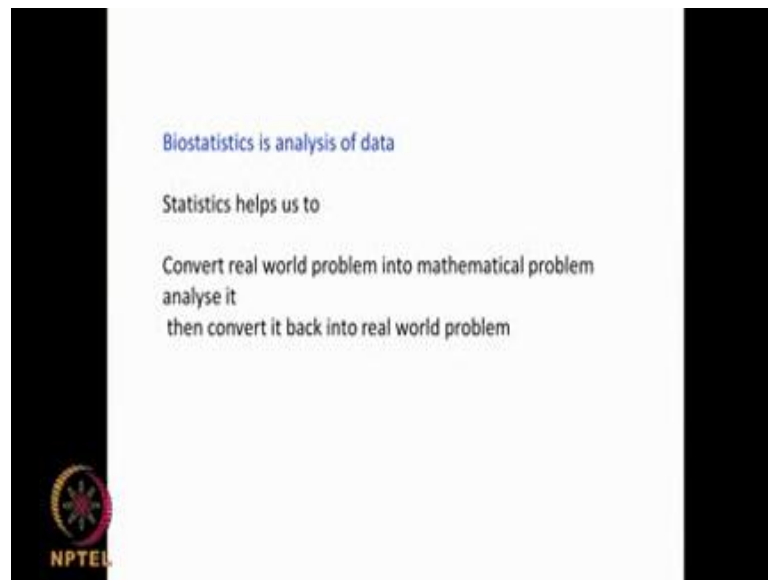 Biostatistics is analysis of data
Statistics helps us to
Convert real world problem into mathematical problem
analyse it
then convert it back into real world problem
NPTEL